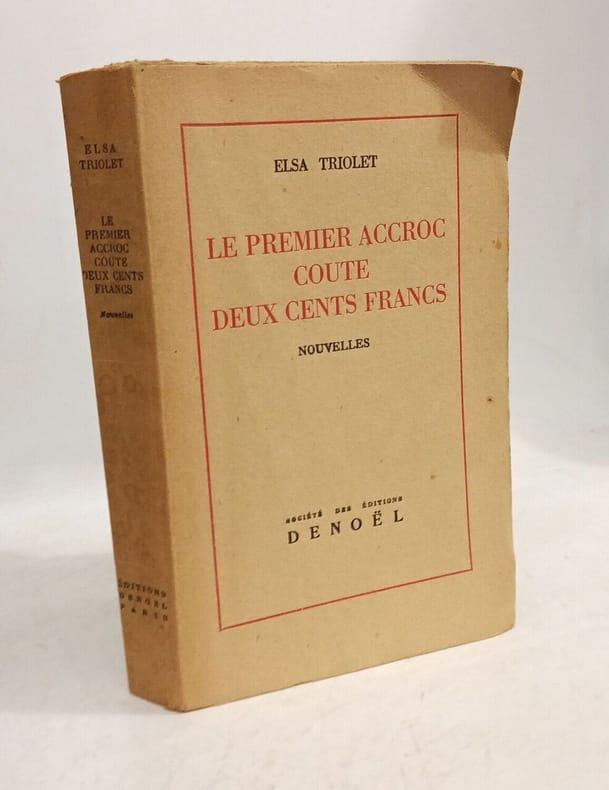 ELSA
TRIOLET
LE
PREMIER
ACCROC
COUTE
DEUX CENTS
FRANCS
Nouvelles
ÉDITIONS
DENOËL
PARIS
ELSA TRIOLET
LE PREMIER ACCROC
COUTE
DEUX CENTS FRANCS
NOUVELLES
SOCIÉTÉ DES ÉDITIONS
DENOËL